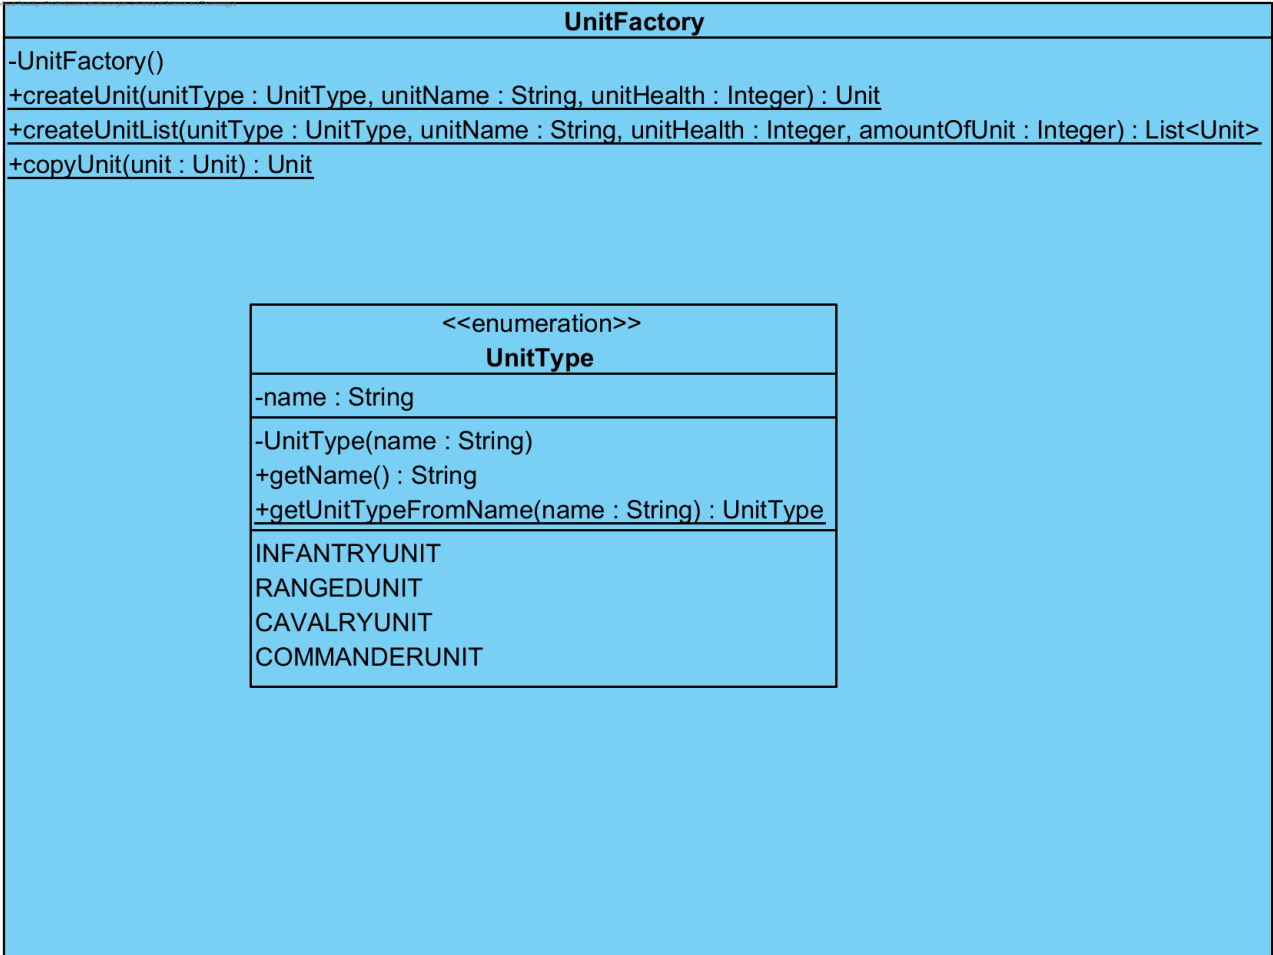 UnitFactory
-UnitFactory()
+createUnit(unitType : UnitType, unitName : String, unitHealth : Integer) : Unit
+createUnitList(unitType : UnitType, unitName : String, unitHealth : Integer, amountOfUnit : Integer) : List<Unit>
+copyUnit(unit : Unit) : Unit
<<enumeration>>
UnitType
-name : String
-UnitType(name : String)
+getName() : String
+getUnitTypeFromName(name : String) : UnitType
INFANTRYUNIT
RANGEDUNIT
CAVALRYUNIT
COMMANDERUNIT